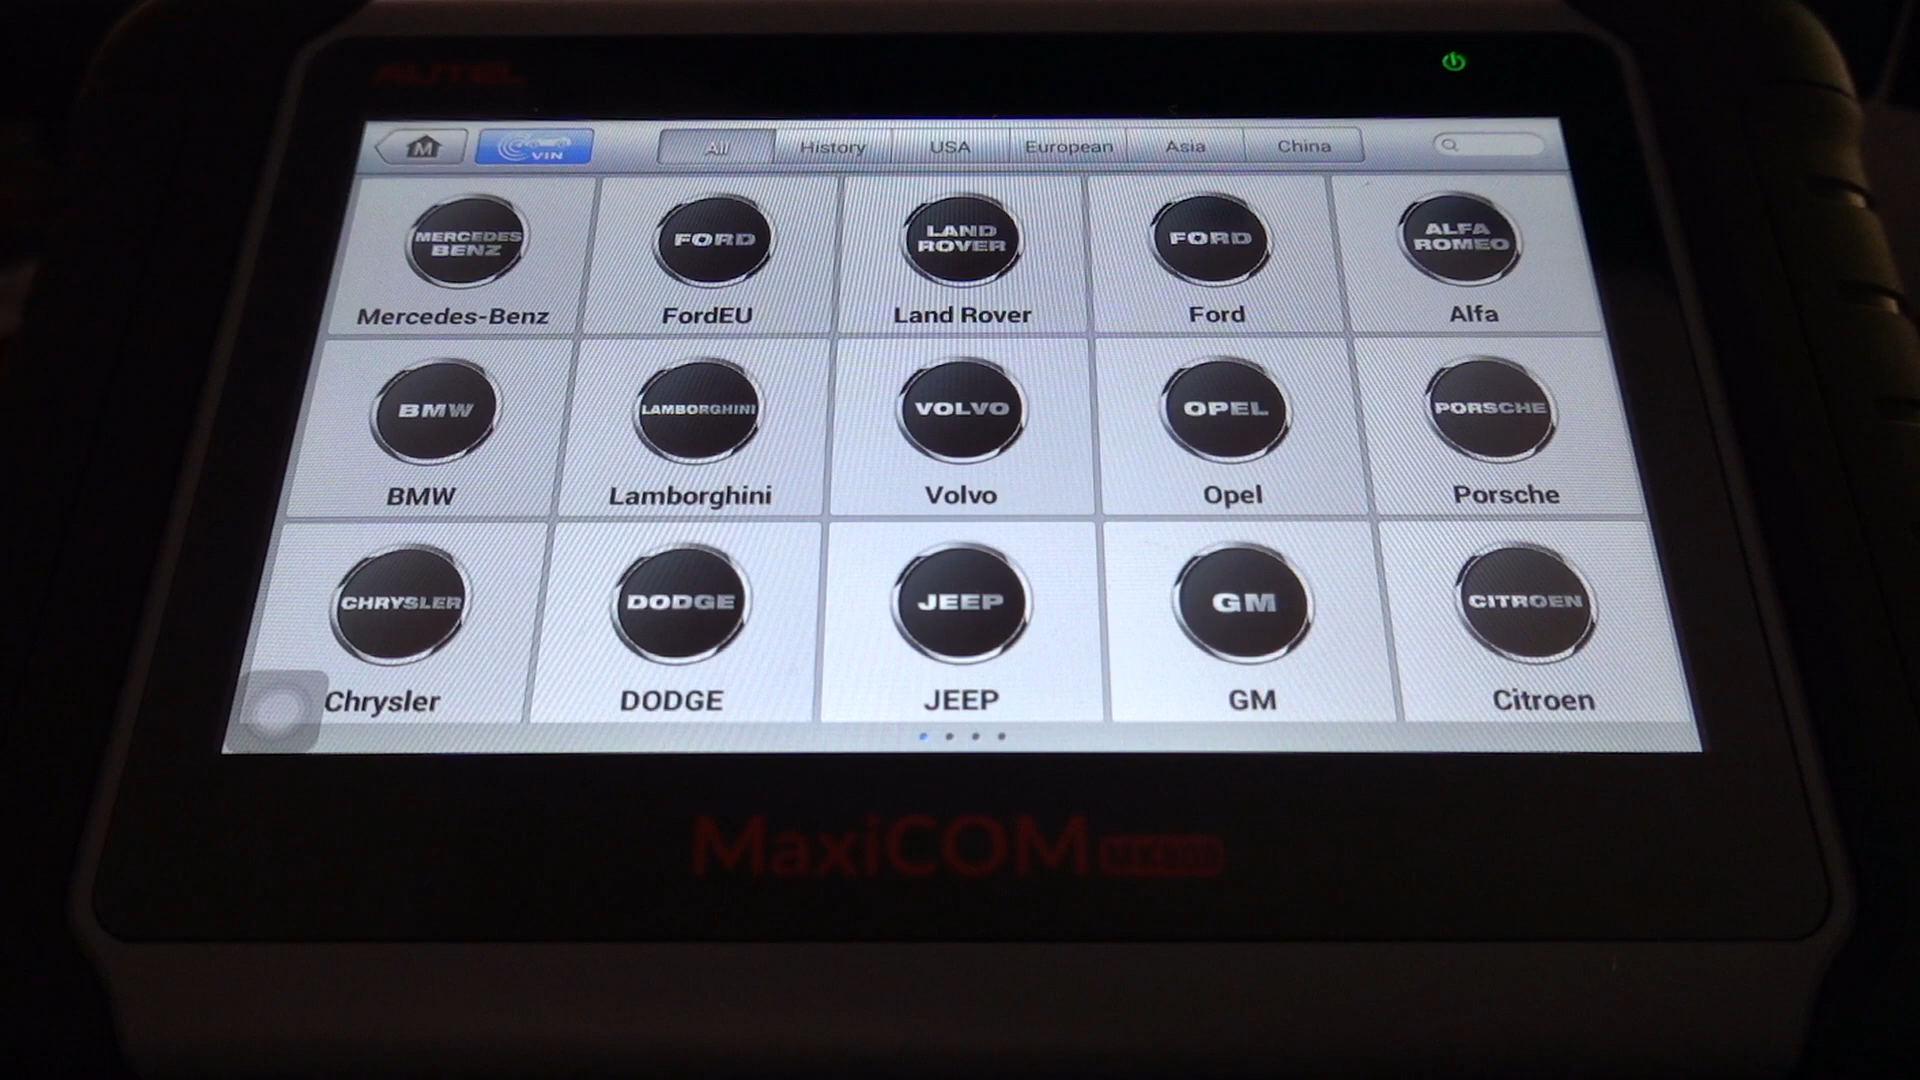 AUTEL
M VIN All History USA European Asia China
MERCEDES
BENZ
FORD
LAND
ROVER
FORD
ALFA
ROMEO
Mercedes-Benz FordEU Land Rover Ford Alfa
BMW LAMBORGHINI VOLVO OPEL PORSCHE
BMW Lamborghini Volvo Opel Porsche
CHRYSLER DODGE JEEP GM CITROEN
Chrysler DODGE JEEP GM Citroen
MaxiCOM